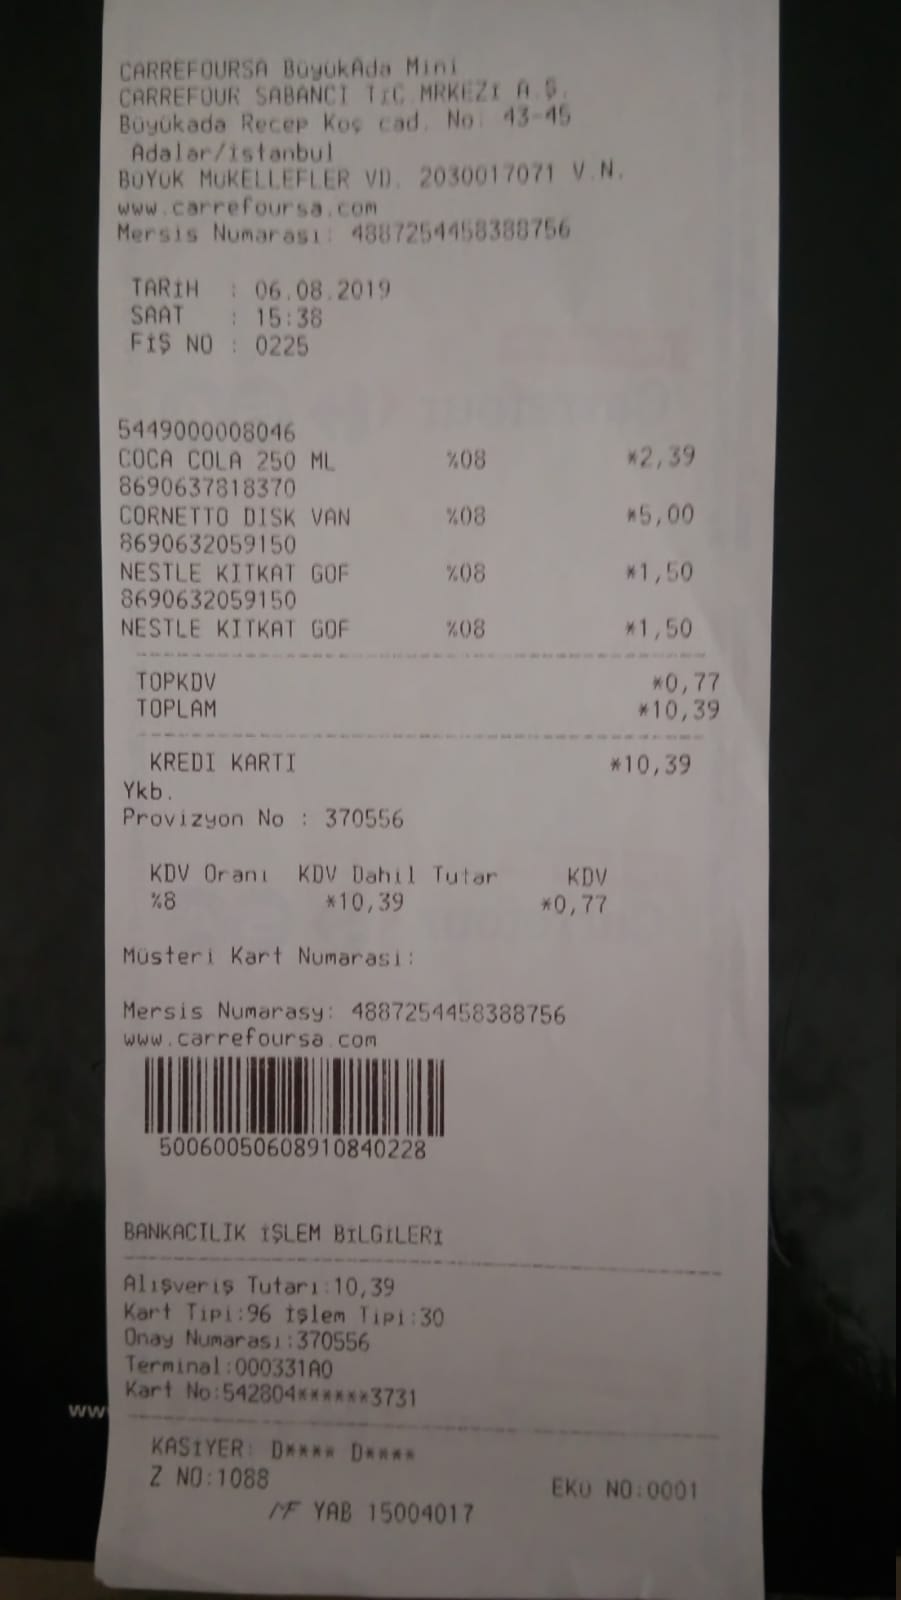 CARREFOURSA BüyükAda Mini
CARREFOUR SABANCI TİC.MRKEZI A.Ş.
Büyükada Recep Koç cad. No: 43-45
Adalar/istanbul
BÜYÜK MÜKELLEFLER VD. 2030017071 V.N.
www.carrefoursa.com
Mersis Numarası: 4887254458388756
TARİH : 06.08.2019
SAAT : 15:38
FİŞ NO : 0225
5449000008046
COCA COLA 250 ML %08 *2,39
8690637818370
CORNETTO DISK VAN %08 *5,00
8690632059150
NESTLE KITKAT GOF %08 *1,50
8690632059150
NESTLE KITKAT GOF %08 *1,50
TOPKDV *0,77
TOPLAM *10,39
KREDI KARTI *10,39
Ykb.
Provizyon No : 370556
KDV Oranı KDV Dahil Tutar KDV
%8 *10,39 *0,77
Müsteri Kart Numarasi:
Mersis Numarasy: 4887254458388756
www.carrefoursa.com
50060050608910840228
BANKACILIK İŞLEM BİLGİLERİ
Alışveriş Tutarı:10,39
Kart Tipi:96 İşlem Tipi:30
Onay Numarası:370556
Terminal:000331A0
Kart No:542804******3731
ww
KASİYER: D**** D****
Z NO:1088 EKÜ NO:0001
MF YAB 15004017